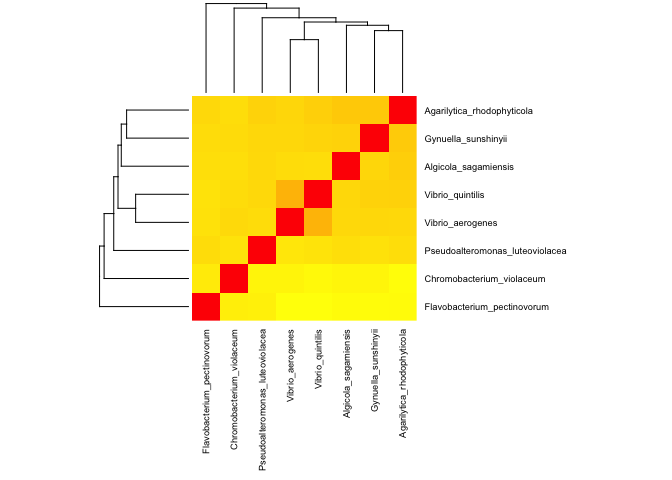 Agarilytica_rhodophyticola
Gynuella_sunshinyii
Algicola_sagamiensis
Vibrio_quintilis
Vibrio_aerogenes
Pseudoalteromonas_luteoviolacea
Chromobacterium_violaceum
Flavobacterium_pectinovorum
Flavobacterium_pectinovorum
Chromobacterium_violaceum
Pseudoalteromonas_luteoviolacea
Vibrio_aerogenes
Vibrio_quintilis
Algicola_sagamiensis
Gynuella_sunshinyii
Agarilytica_rhodophyticola